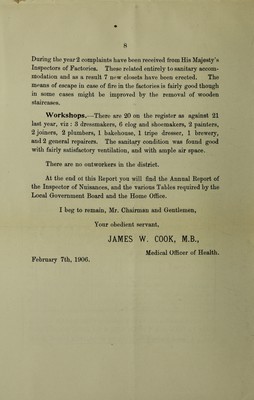 8
During the year 2 complaints have been received from His Majesty's
Inspectors of Factories. These related entirely to sanitary accom-
modation and as a result 7 new closets have been erected. The
means of escape in case of fire in the factories is fairly good though
in some cases might be improved by the removal of wooden
staircases.
Workshops.—There are 20 on the register as against 21
last year, viz : 3 dressmakers, 6 clog and shoemakers, 2 painters,
2 joiners, 2 plumbers, 1 bakehouse, 1 tripe dresser, 1 brewery,
and 2 general repairers. The sanitary condition was found good
with fairly satisfactory ventilation, and with ample air space.
There are no outworkers in the district.
At the end of this Report you will find the Annual Report of
the Inspector of Nuisances, and the various Tables required by the
Local Government Board and the Home Office.
I beg to remain, Mr. Chairman and Gentlemen,
Your obedient servant,
JAMES W. COOK, M.B.,
Medical Officer of Health.
February 7th, 1906.